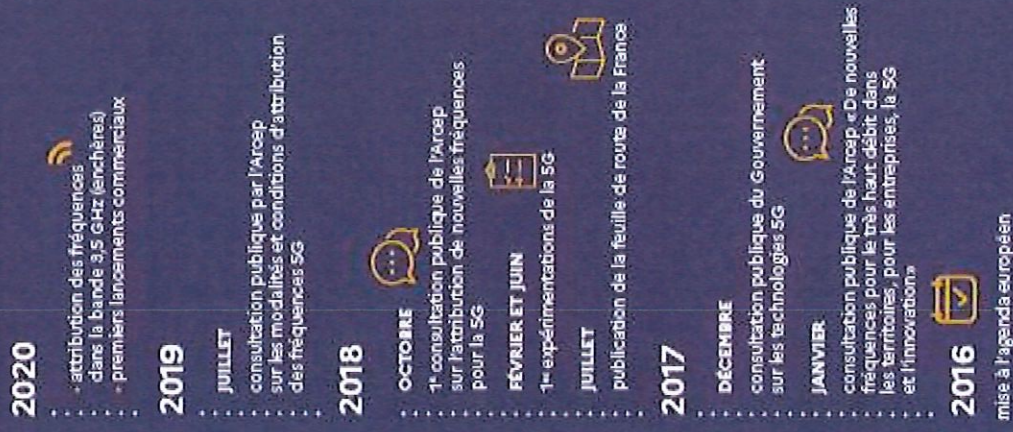 2020
- attribution des fréquences
dans la bande 3,5 GHz (enchères)
- premiers lancements commerciaux
2019
JUILLET
consultation publique par l'Arcep
sur les modalités et conditions d'attribution
des fréquences 5G
2018
OCTOBRE
1e consultation publique de l'Arcep
sur l'attribution de nouvelles fréquences
pour la 5G
FÉVRIER ET JUIN
1es expérimentations de la 5G
JUILLET
publication de la feuille de route de la France
2017
DÉCEMBRE
consultation publique du Gouvernement
sur les technologies 5G
JANVIER
consultation publique de l'Arcep « De nouvelles
fréquences pour le très haut débit dans
les territoires, pour les entreprises, la 5G
et l'innovation»
2016
mise à l'agenda européen